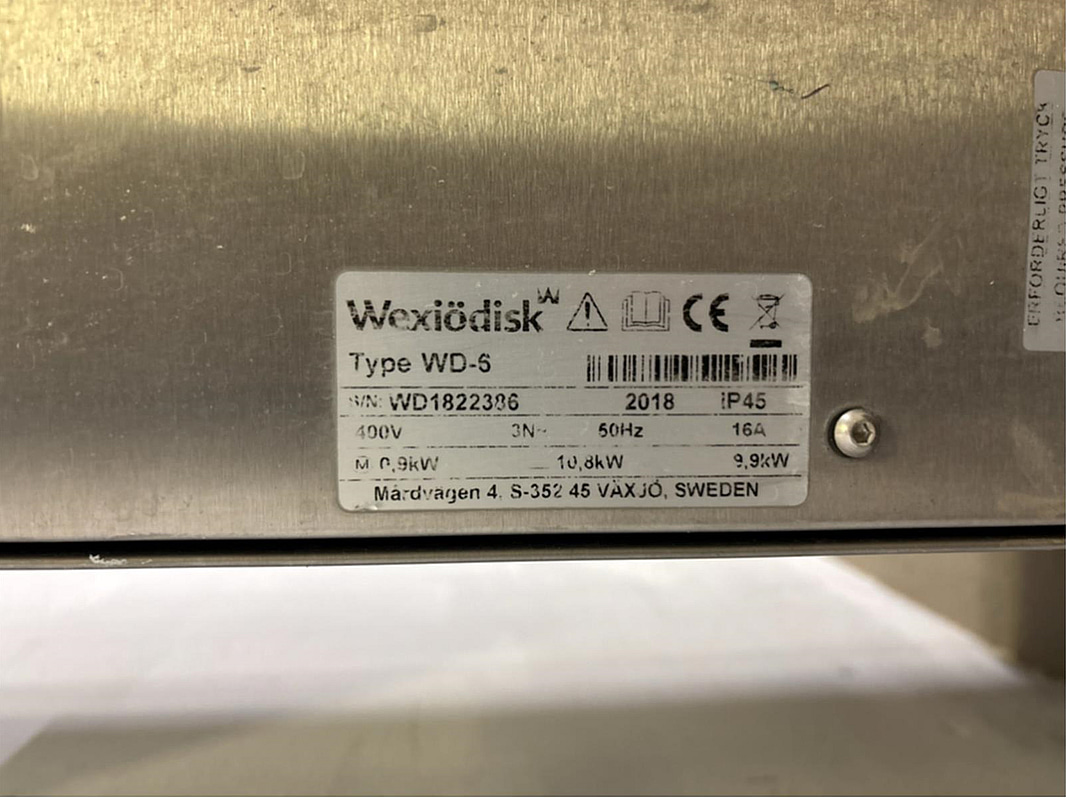 Wexiödisk
Type WD-6
S/N: WD1822386 2018 IP45
400V 3N~ 50Hz 16A
M 0,9kW 10,8kW 9,9kW
Mårdvägen 4, S-352 45 VÄXJÖ, SWEDEN
ERFORDERLIGT TRYCK